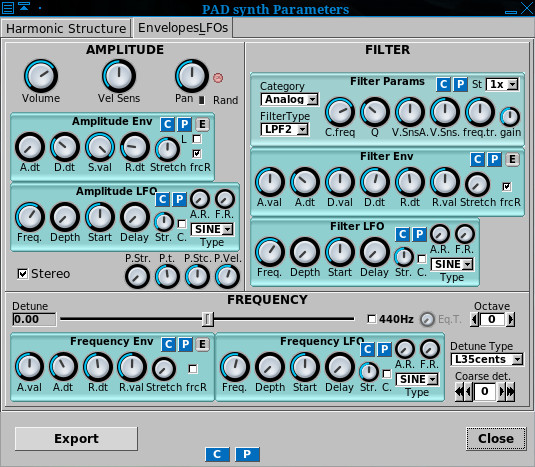 PAD synth Parameters
Harmonic Structure
Envelopes_LFOs
AMPLITUDE
Volume
Vel Sens
Pan
Rand
Amplitude Env
C
P
E
A.dt
D.dt
S.val
R.dt
Stretch
L
frcR
Amplitude LFO
C
P
Freq.
Depth
Start
Delay
Str.
C.
A.R.
F.R.
SINE
Type
Stereo
P.Str.
P.t.
P.Stc.
P.Vel.
FILTER
Category
Analog
FilterType
LPF2
Filter Params
C
P
St
1x
C.freq
Q
V.SnsA.
V.Sns.
freq.tr.
gain
Filter Env
C
P
E
A.val
A.dt
D.val
D.dt
R.dt
R.val
Stretch
frcR
Filter LFO
C
P
Freq.
Depth
Start
Delay
Str.
C.
A.R.
F.R.
SINE
Type
FREQUENCY
Detune
0.00
440Hz
Eq.T.
Octave
0
Frequency Env
C
P
E
A.val
A.dt
R.dt
R.val
Stretch
frcR
Frequency LFO
C
P
Freq.
Depth
Start
Delay
Str.
C.
A.R.
F.R.
SINE
Type
Detune Type
L35cents
Coarse det.
0
Export
C
P
Close